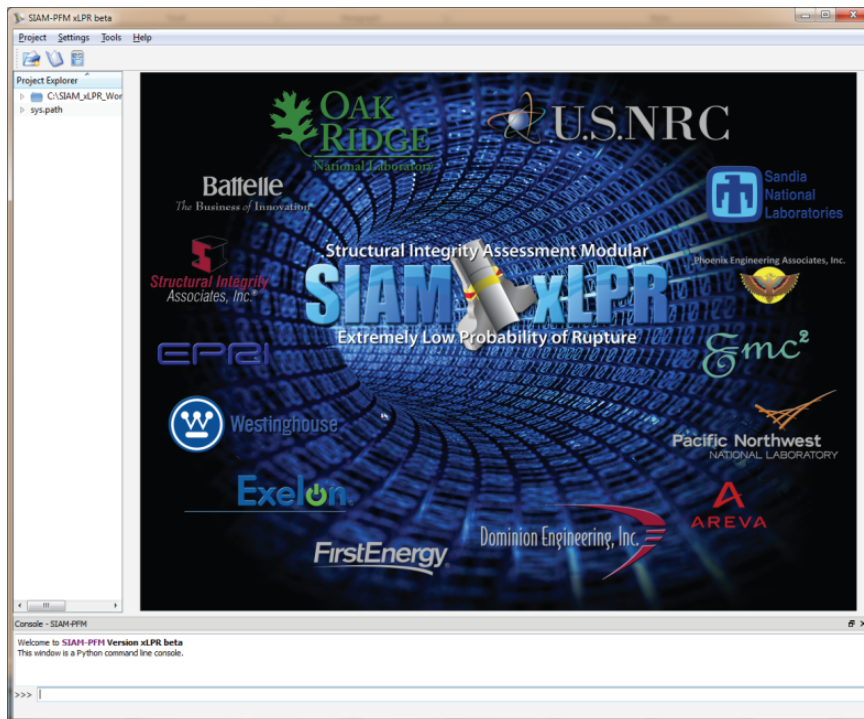 SIAM-PFM xLPR beta
Project Settings Tools Help
Project Explorer
C:\SIAM_xLPR_Wor
sys.path
OAK
RIDGE
National Laboratory
U.S.NRC
Battelle
The Business of Innovation
Sandia
National
Laboratories
Structural Integrity
Associates, Inc.®
Structural Integrity Assessment Modular
SIAM xLPR
Extremely Low Probability of Rupture
Phoenix Engineering Associates, Inc.
EPRI
Emc²
Westinghouse
Pacific Northwest
NATIONAL LABORATORY
Exelon
AREVA
Dominion Engineering, Inc.
FirstEnergy
Console - SIAM-PFM
Welcome to SIAM-PFM Version xLPR beta
This window is a Python command line console.
>>>